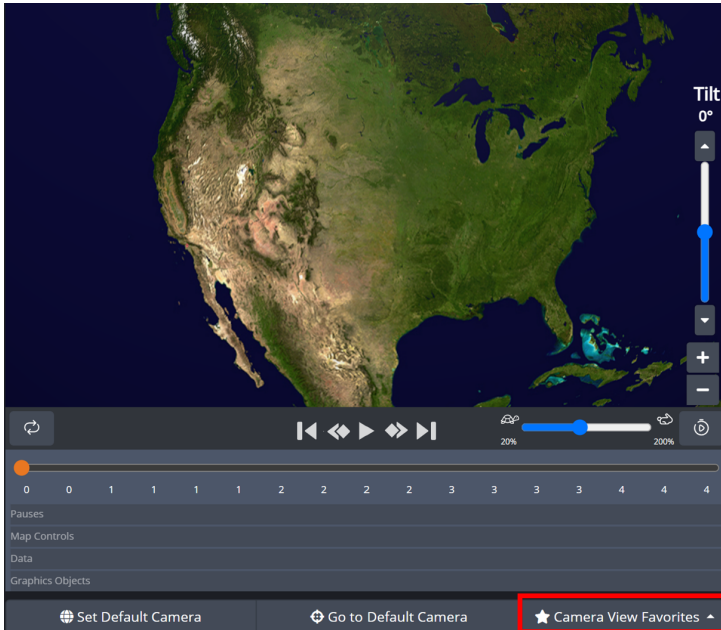 Tilt
0°
20% 200%
0 0 1 1 1 1 2 2 2 2 3 3 3 3 4 4 4
Pauses
Map Controls
Data
Graphics Objects
Set Default Camera Go to Default Camera Camera View Favorites